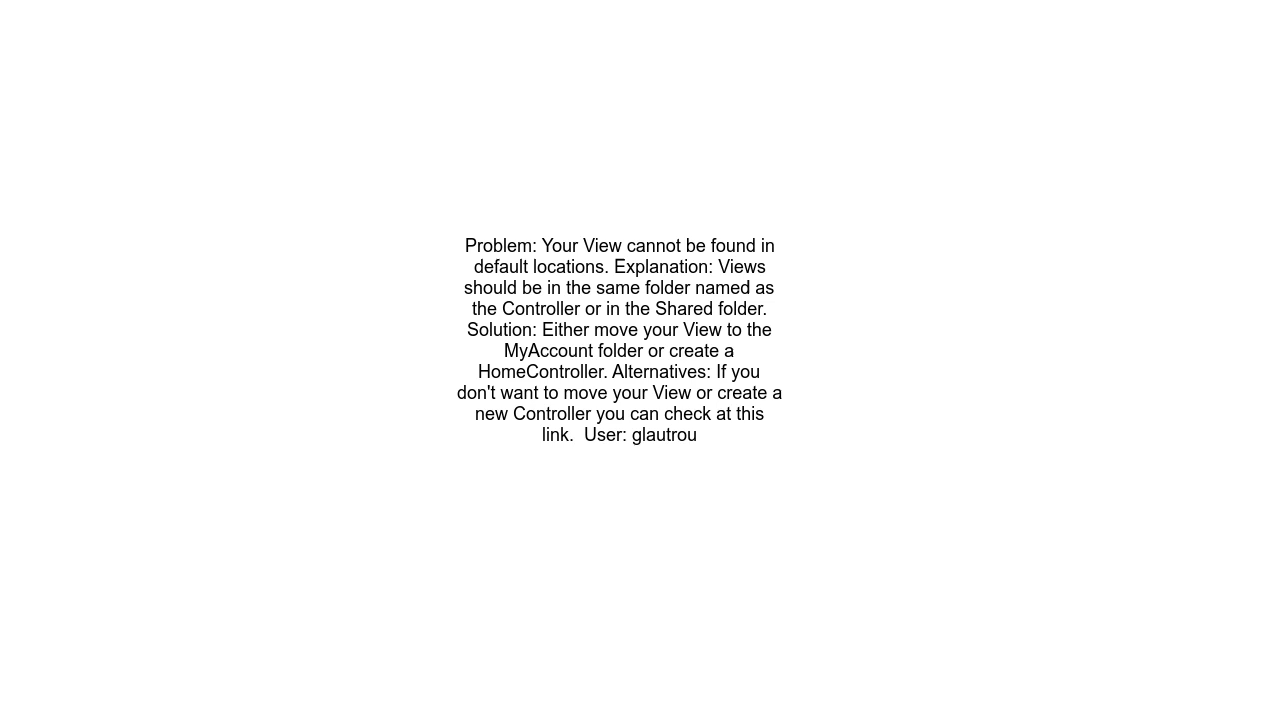 Problem: Your View cannot be found in
default locations. Explanation: Views
should be in the same folder named as
the Controller or in the Shared folder.
Solution: Either move your View to the
MyAccount folder or create a
HomeController. Alternatives: If you
don't want to move your View or create a
new Controller you can check at this
link.  User: glautrou